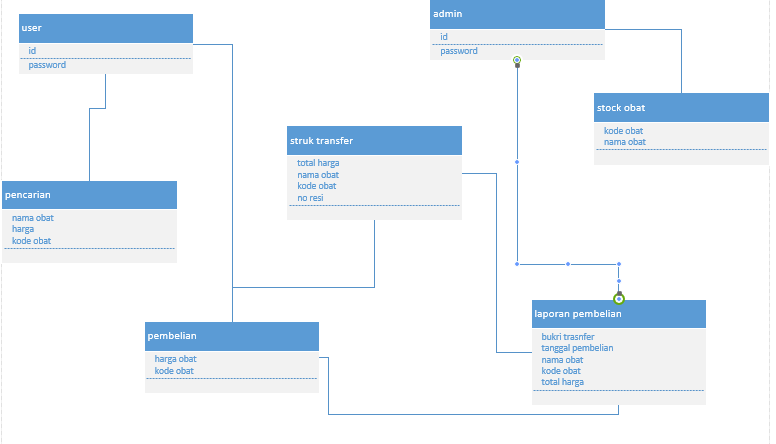 user
id
password
admin
id
password
stock obat
kode obat
nama obat
struk transfer
total harga
nama obat
kode obat
no resi
pencarian
nama obat
harga
kode obat
pembelian
harga obat
kode obat
laporan pembelian
bukri trasnfer
tanggal pembelian
nama obat
kode obat
total harga